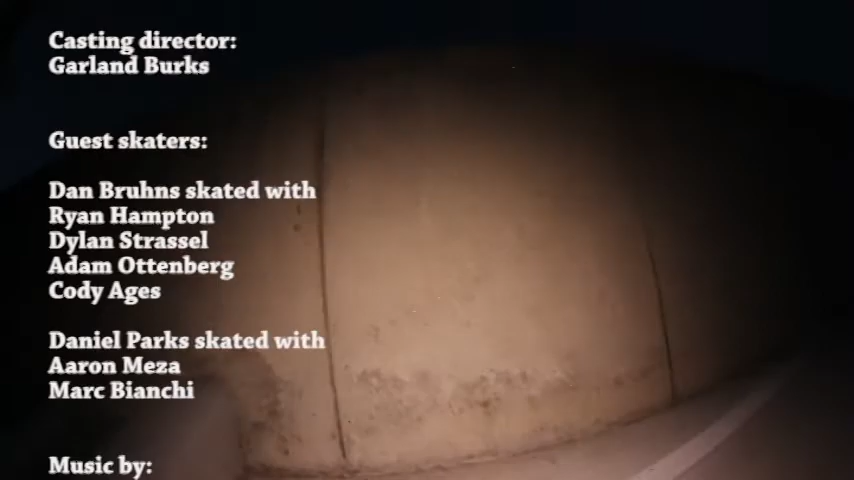 Casting director:
Garland Burks
Guest skaters:
Dan Bruhns skated with
Ryan Hampton
Dylan Strassel
Adam Ottenberg
Cody Ages
Daniel Parks skated with
Aaron Meza
Marc Bianchi
Music by: